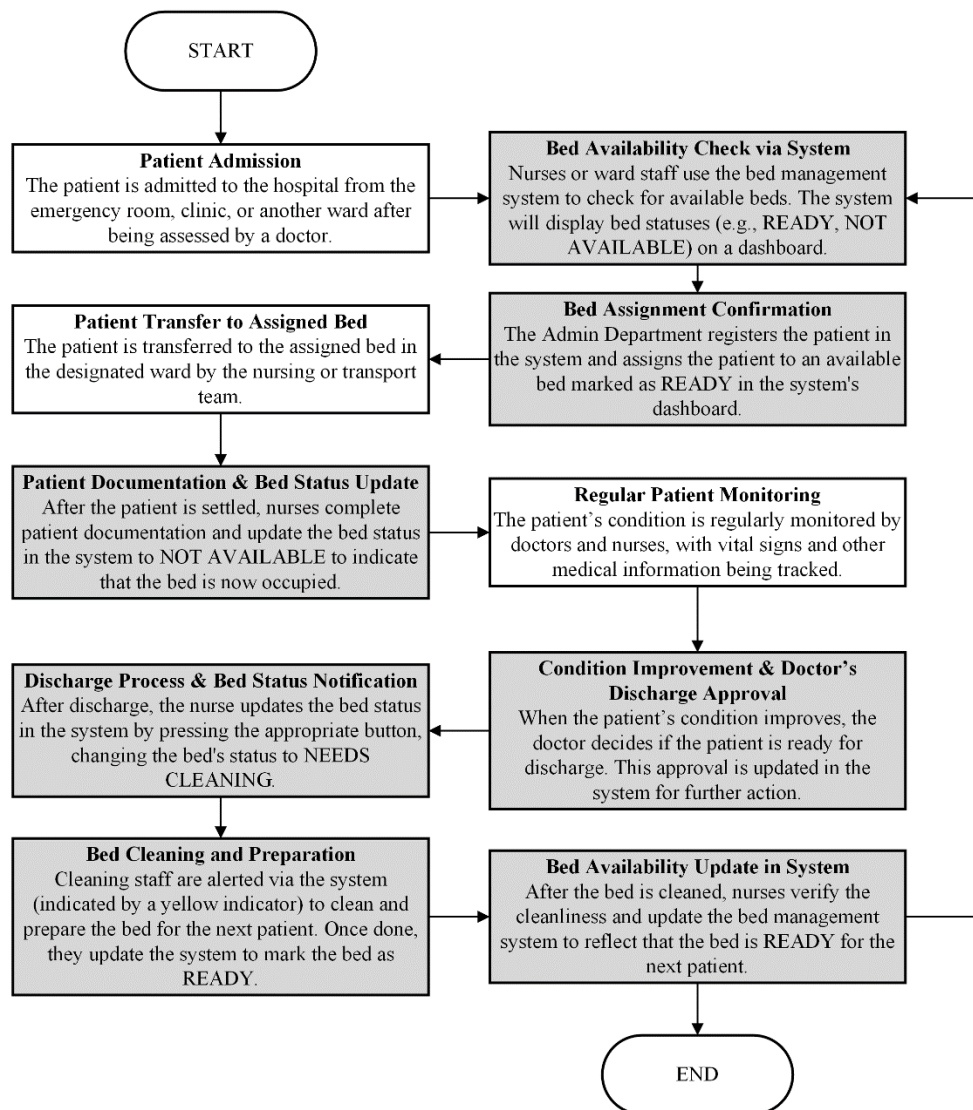 START
Patient Admission
The patient is admitted to the hospital from the
emergency room, clinic, or another ward after
being assessed by a doctor.
Bed Availability Check via System
Nurses or ward staff use the bed management
system to check for available beds. The system
will display bed statuses (e.g., READY, NOT
AVAILABLE) on a dashboard.
Bed Assignment Confirmation
The Admin Department registers the patient in
the system and assigns the patient to an available
bed marked as READY in the system's
dashboard.
Patient Transfer to Assigned Bed
The patient is transferred to the assigned bed in
the designated ward by the nursing or transport
team.
Patient Documentation & Bed Status Update
After the patient is settled, nurses complete
patient documentation and update the bed status
in the system to NOT AVAILABLE to indicate
that the bed is now occupied.
Regular Patient Monitoring
The patient’s condition is regularly monitored by
doctors and nurses, with vital signs and other
medical information being tracked.
Condition Improvement & Doctor’s
Discharge Approval
When the patient’s condition improves, the
doctor decides if the patient is ready for
discharge. This approval is updated in the
system for further action.
Discharge Process & Bed Status Notification
After discharge, the nurse updates the bed status
in the system by pressing the appropriate button,
changing the bed's status to NEEDS
CLEANING.
Bed Cleaning and Preparation
Cleaning staff are alerted via the system
(indicated by a yellow indicator) to clean and
prepare the bed for the next patient. Once done,
they update the system to mark the bed as
READY.
Bed Availability Update in System
After the bed is cleaned, nurses verify the
cleanliness and update the bed management
system to reflect that the bed is READY for the
next patient.
END